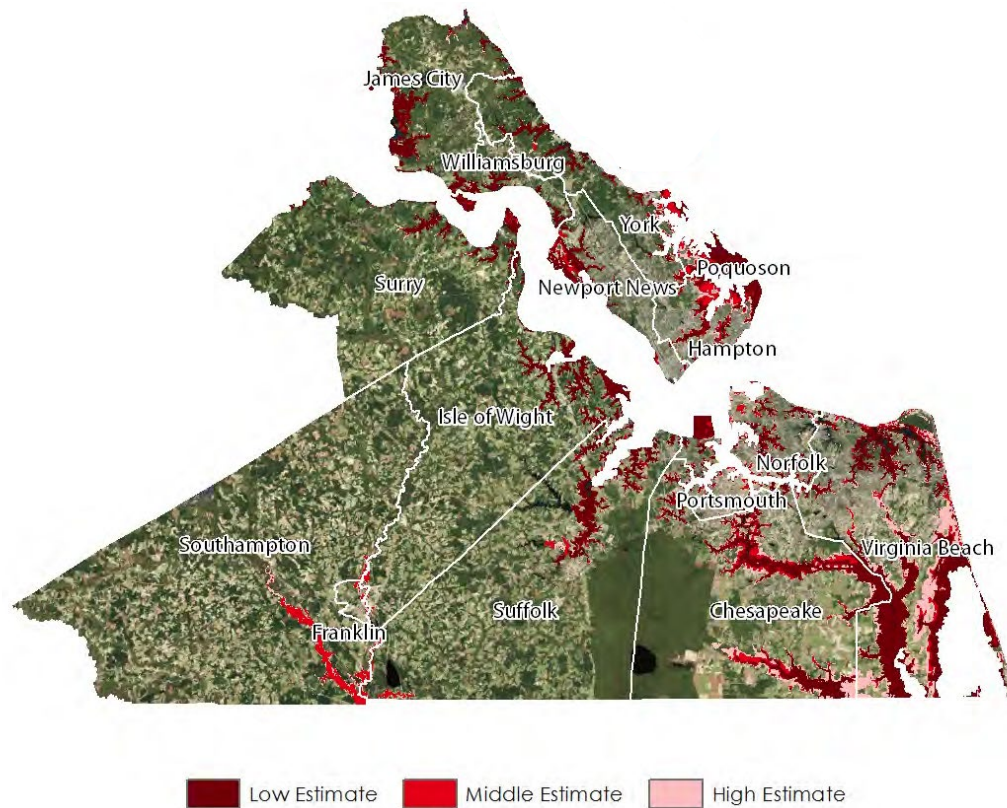 James City
Williamsburg
York
Poquoson
Surry
Newport News
Hampton
Isle of Wight
Norfolk
Portsmouth
Southampton
Virginia Beach
Franklin
Suffolk
Chesapeake
Low Estimate
Middle Estimate
High Estimate